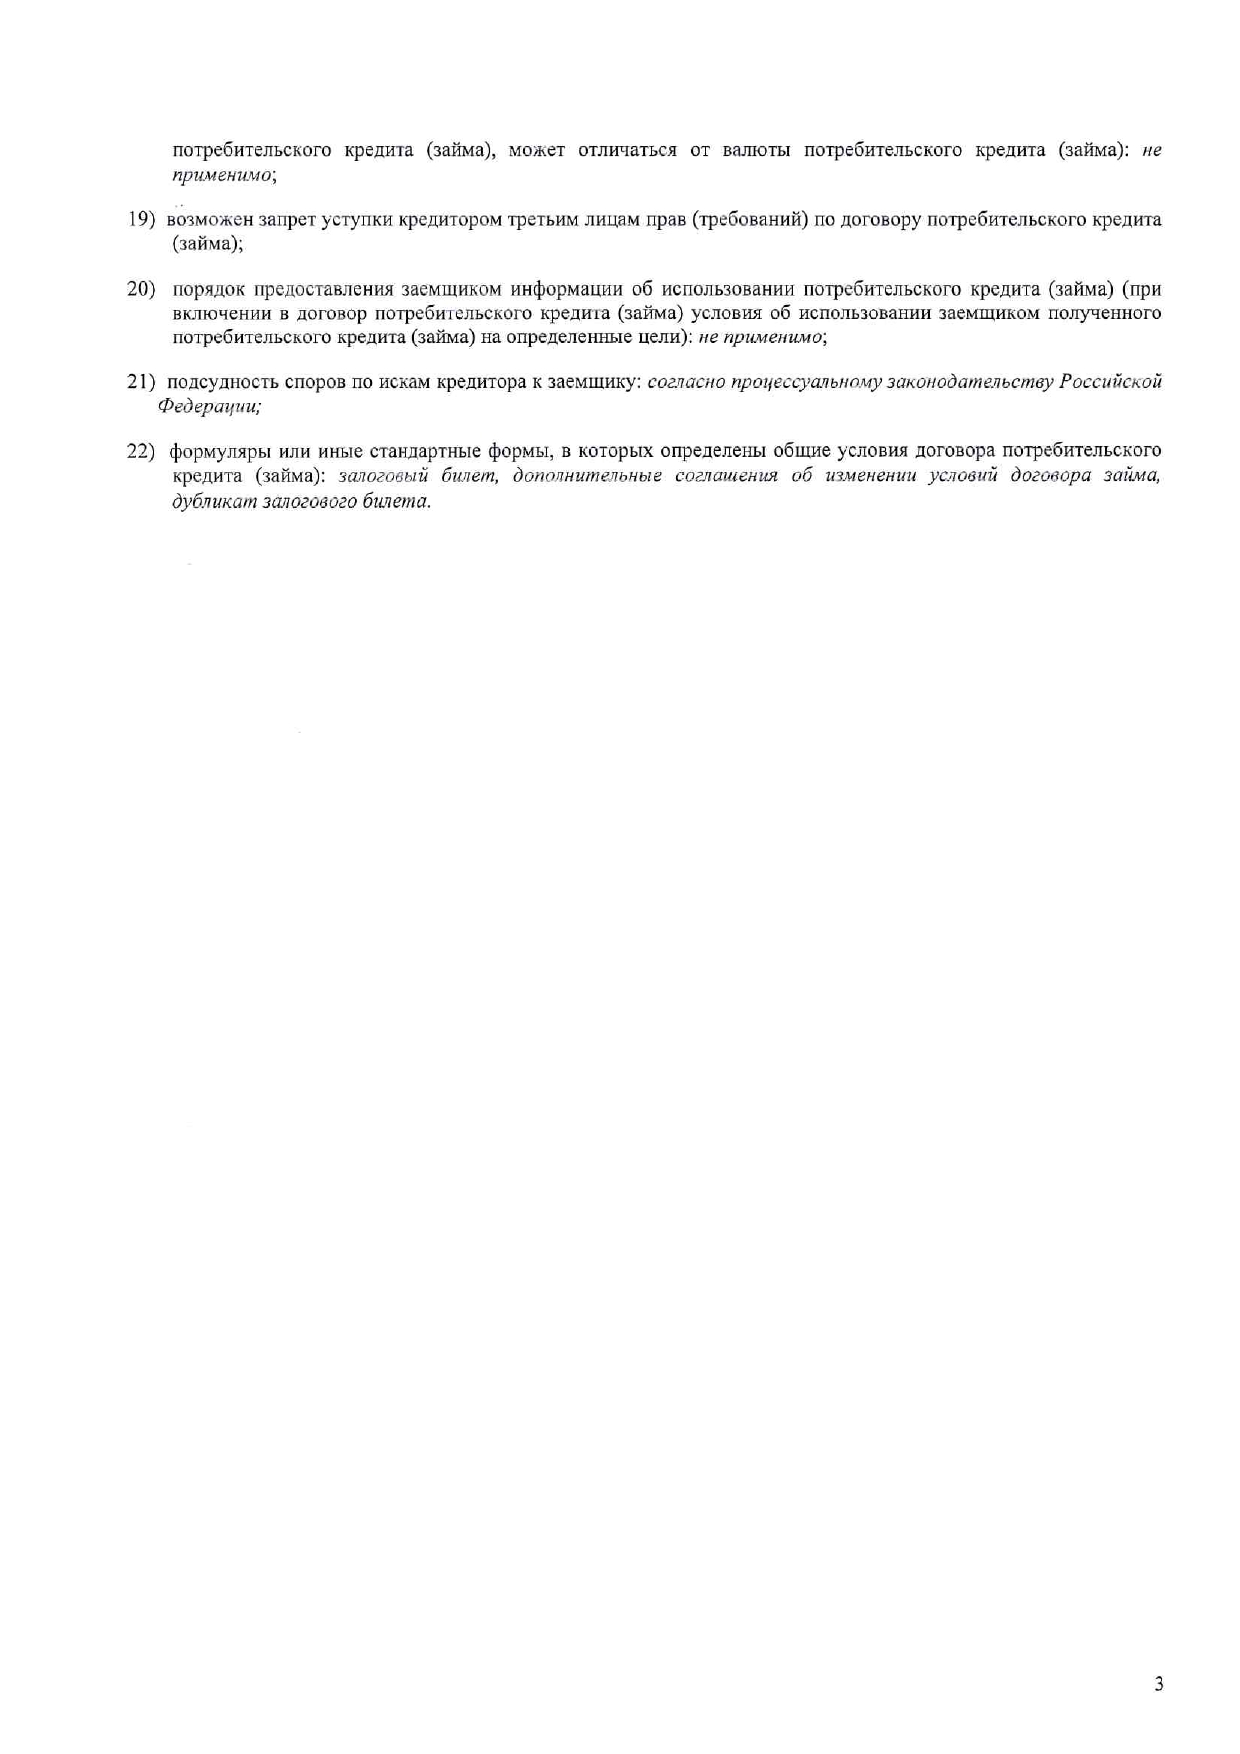 потребительского кредита (займа), может отличаться от валюты потребительского кредита (займа): не
применимо;
19) возможен запрет уступки кредитором третьим лицам прав (требований) по договору потребительского кредита
(займа);
20) порядок предоставления заемщиком информации об использовании потребительского кредита (займа) (при
включении в договор потребительского кредита (займа) условия об использовании заемщиком полученного
потребительского кредита (займа) на определенные цели): не применимо;
21) подсудность споров по искам кредитора к заемщику: согласно процессуальному законодательству Российской
Федерации;
22) формуляры или иные стандартные формы, в которых определены общие условия договора потребительского
кредита (займа): залоговый билет, дополнительные соглашения об изменении условий договора займа,
дубликат залогового билета.
3